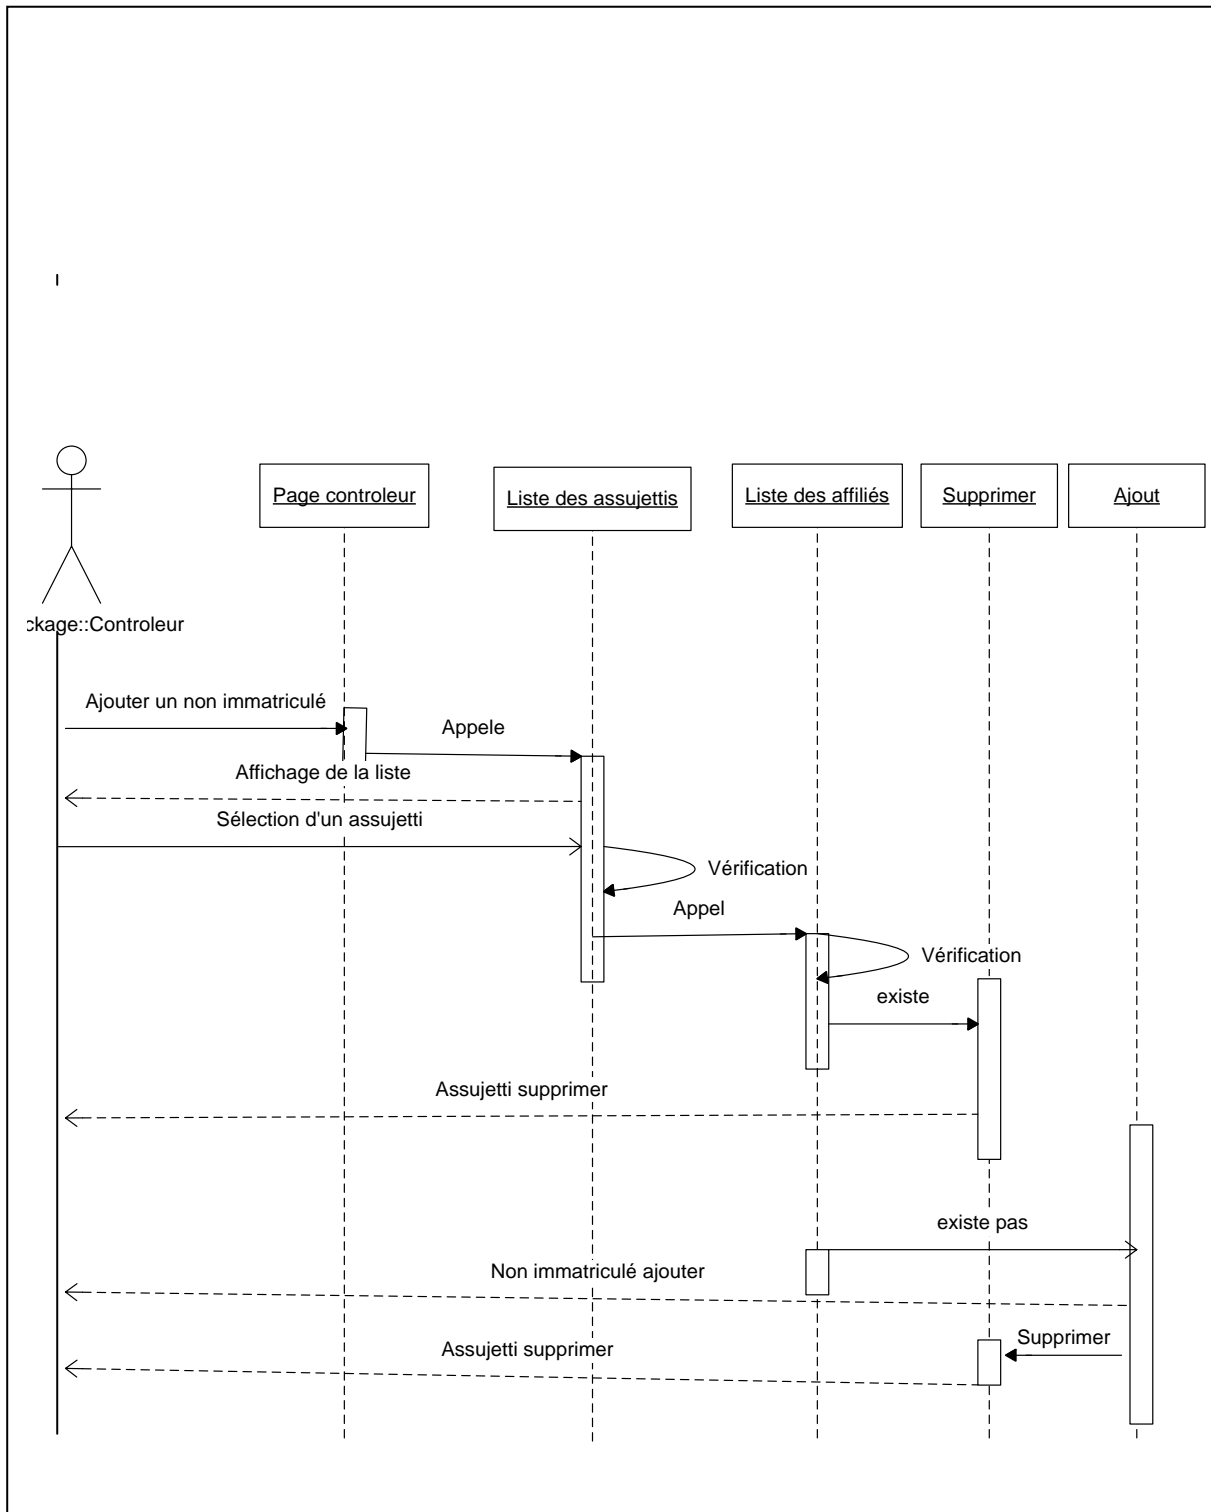 Page controleur
Liste des assujettis
Liste des affiliés
Supprimer
Ajout
ckage::Controleur
Ajouter un non immatriculé
Appele
Affichage de la liste
Sélection d'un assujetti
Vérification
Appel
Vérification
existe
Assujetti supprimer
existe pas
Non immatriculé ajouter
Supprimer
Assujetti supprimer